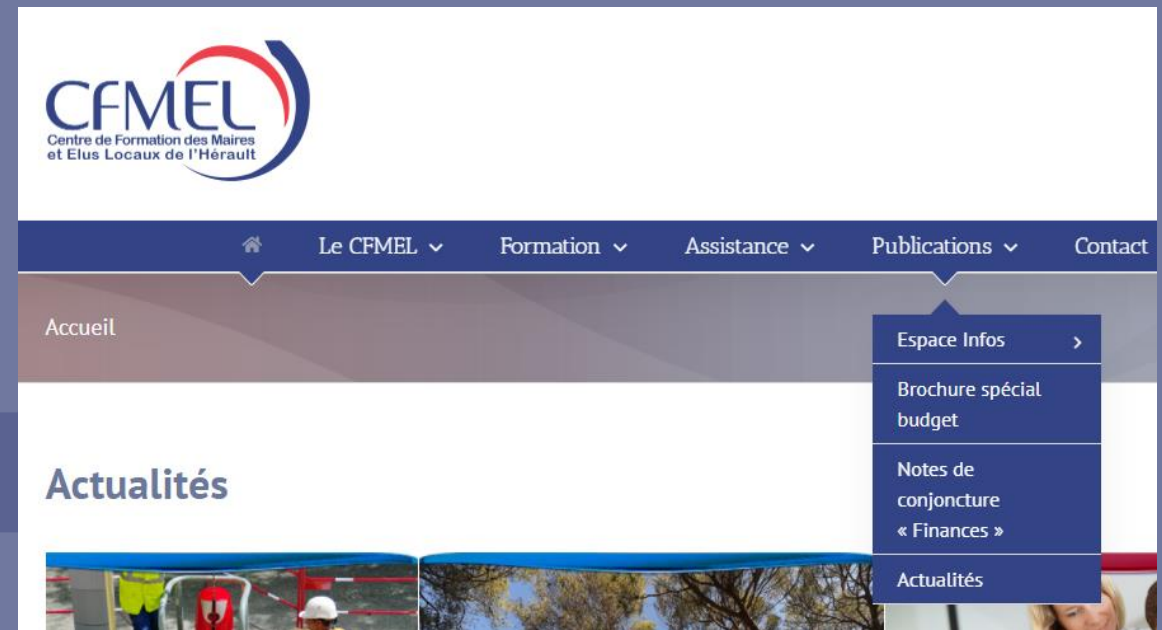 CFMEL
Centre de Formation des Maires
et Elus Locaux de l'Hérault
Le CFMEL
Formation
Assistance
Publications
Contact
Accueil
Espace Infos
Brochure spécial
budget
Notes de
conjoncture
« Finances »
Actualités
Actualités